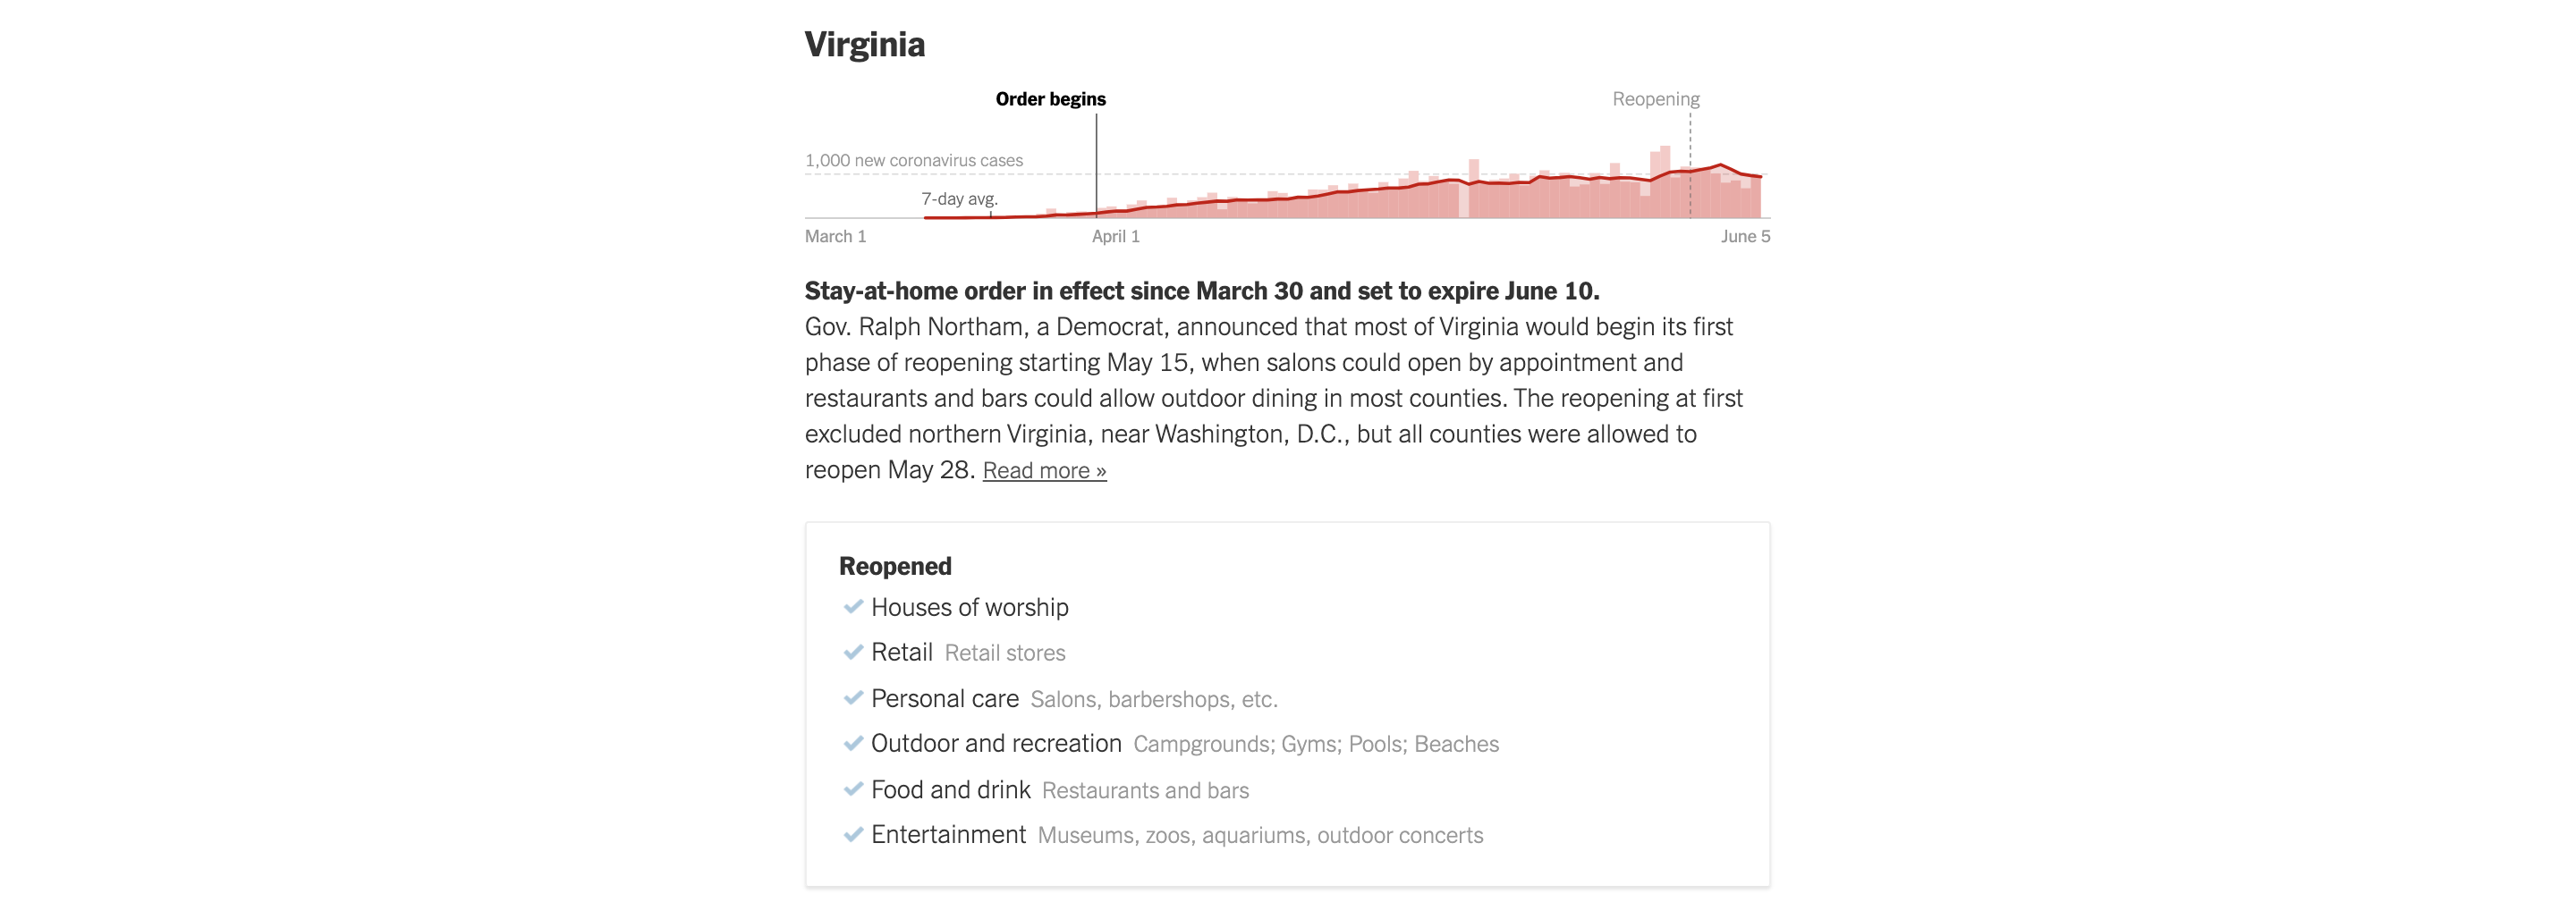 Virginia
Order begins
Reopening
1,000 new coronavirus cases
7-day avg.
March 1
April 1
June 5
Stay-at-home order in effect since March 30 and set to expire June 10.
Gov. Ralph Northam, a Democrat, announced that most of Virginia would begin its first
phase of reopening starting May 15, when salons could open by appointment and
restaurants and bars could allow outdoor dining in most counties. The reopening at first
excluded northern Virginia, near Washington, D.C., but all counties were allowed to
reopen May 28. Read more »
Reopened
Houses of worship
Retail Retail stores
Personal care Salons, barbershops, etc.
Outdoor and recreation Campgrounds; Gyms; Pools; Beaches
Food and drink Restaurants and bars
Entertainment Museums, zoos, aquariums, outdoor concerts